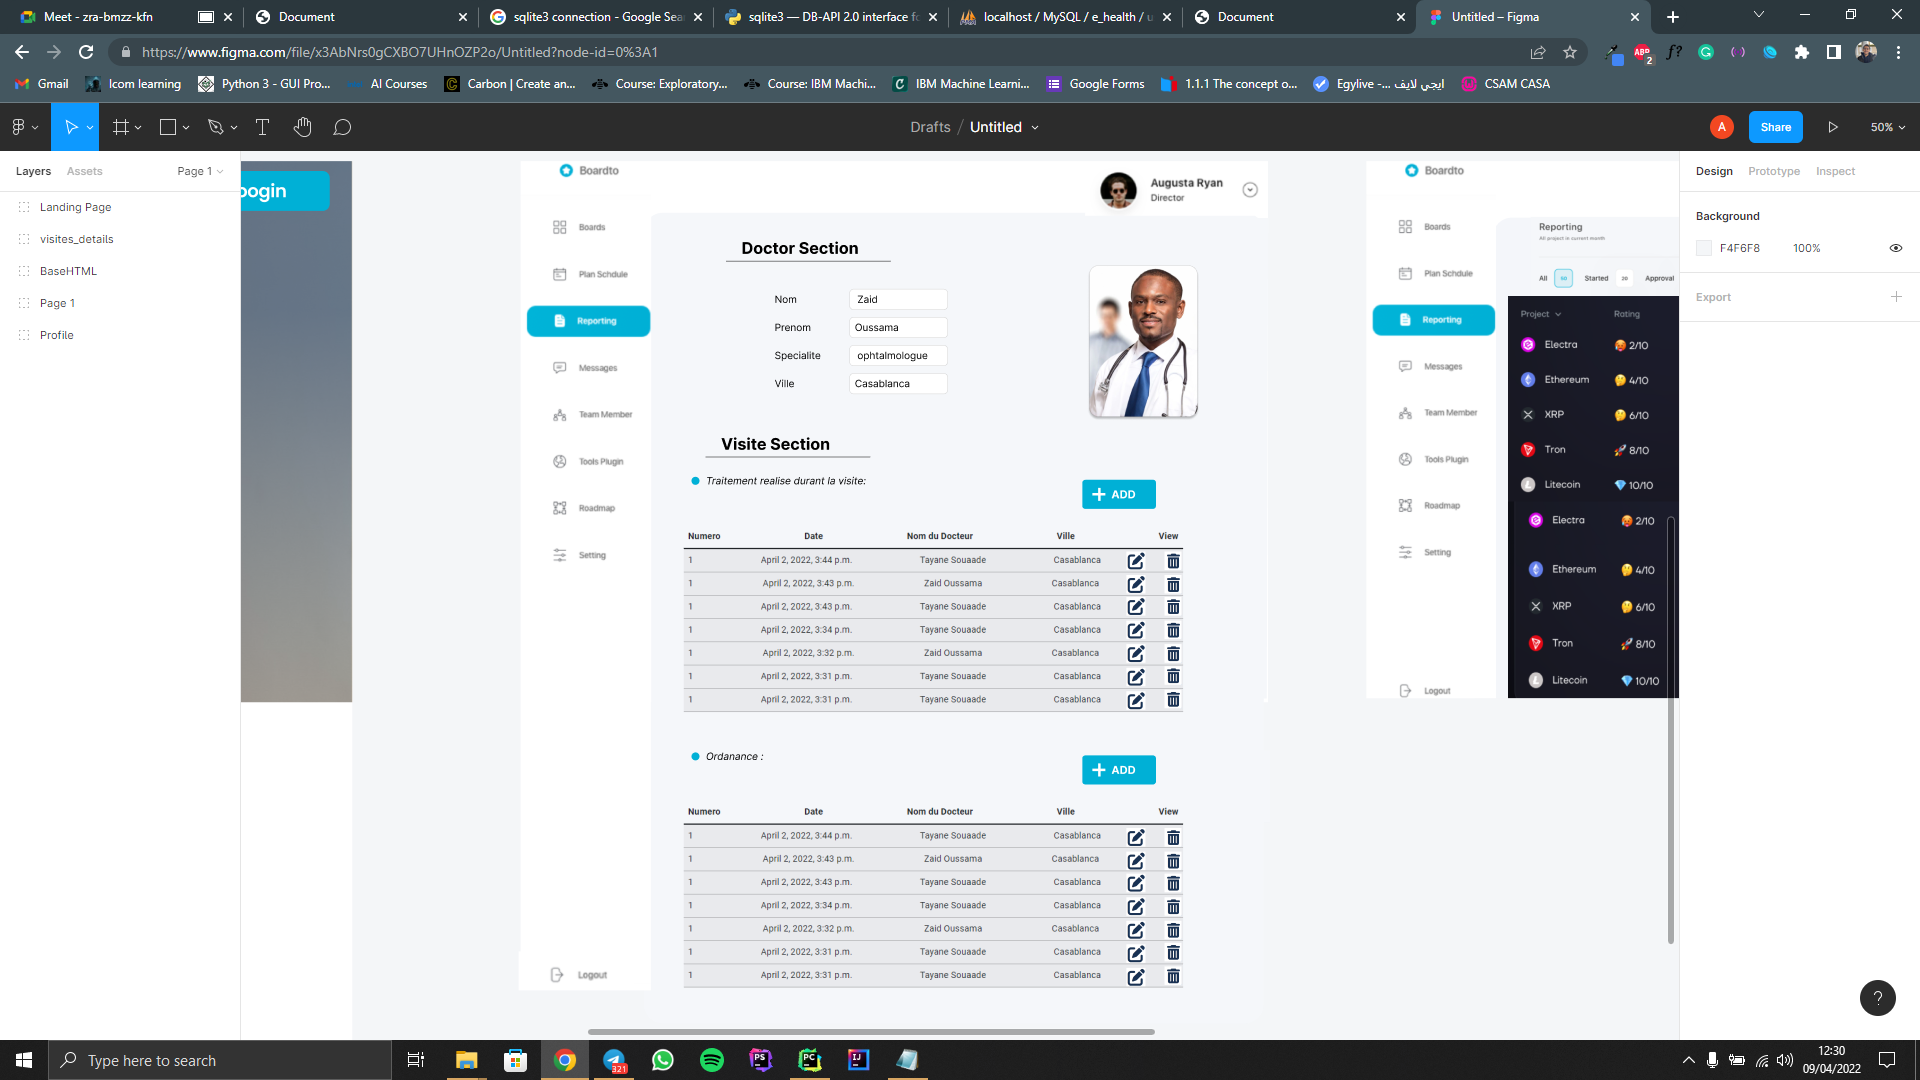 Meet - zra-bmzz-kfn
Document
sqlite3 connection - Google Sea
sqlite3 — DB-API 2.0 interface fo
localhost / MySQL / e_health / u
Document
Untitled – Figma
https://www.figma.com/file/x3AbNrs0gCXBO7UHnOZP2o/Untitled?node-id=0%3A1
ABP
2
f?
Gmail
Icom learning
Python 3 - GUI Pro...
AI Courses
Carbon | Create an...
Course: Exploratory...
Course: IBM Machi...
IBM Machine Learni...
Google Forms
1.1.1 The concept o...
Egylive -... ايجي لايف
CSAM CASA
Drafts / Untitled
A
Share
50%
Layers
Assets
Page 1
Landing Page
visites_details
BaseHTML
Page 1
Profile
oogin
Boardto
Boards
Plan Schdule
Reporting
Messages
Team Member
Tools Plugin
Roadmap
Setting
Logout
Augusta Ryan
Director
Doctor Section
Nom Zaid
Prenom Oussama
Specialite ophtalmologue
Ville Casablanca
Visite Section
Traitement realise durant la visite:
ADD
Numero Date Nom du Docteur Ville View
1 April 2, 2022, 3:44 p.m. Tayane Souaade Casablanca
1 April 2, 2022, 3:43 p.m. Zaid Oussama Casablanca
1 April 2, 2022, 3:43 p.m. Tayane Souaade Casablanca
1 April 2, 2022, 3:34 p.m. Tayane Souaade Casablanca
1 April 2, 2022, 3:32 p.m. Zaid Oussama Casablanca
1 April 2, 2022, 3:31 p.m. Tayane Souaade Casablanca
1 April 2, 2022, 3:31 p.m. Tayane Souaade Casablanca
Ordanance :
ADD
Numero Date Nom du Docteur Ville View
1 April 2, 2022, 3:44 p.m. Tayane Souaade Casablanca
1 April 2, 2022, 3:43 p.m. Zaid Oussama Casablanca
1 April 2, 2022, 3:43 p.m. Tayane Souaade Casablanca
1 April 2, 2022, 3:34 p.m. Tayane Souaade Casablanca
1 April 2, 2022, 3:32 p.m. Zaid Oussama Casablanca
1 April 2, 2022, 3:31 p.m. Tayane Souaade Casablanca
1 April 2, 2022, 3:31 p.m. Tayane Souaade Casablanca
Boardto
Boards
Plan Schdule
Reporting
Messages
Team Member
Tools Plugin
Roadmap
Setting
Logout
Reporting
All project in current month
All 50 Started 20 Approval
Project Rating
Electra 2/10
Ethereum 4/10
XRP 6/10
Tron 8/10
Litecoin 10/10
Electra 2/10
Ethereum 4/10
XRP 6/10
Tron 8/10
Litecoin 10/10
Design
Prototype
Inspect
Background
F4F6F8 100%
Export
?
Type here to search
321
PS
PC
IJ
12:30
09/04/2022